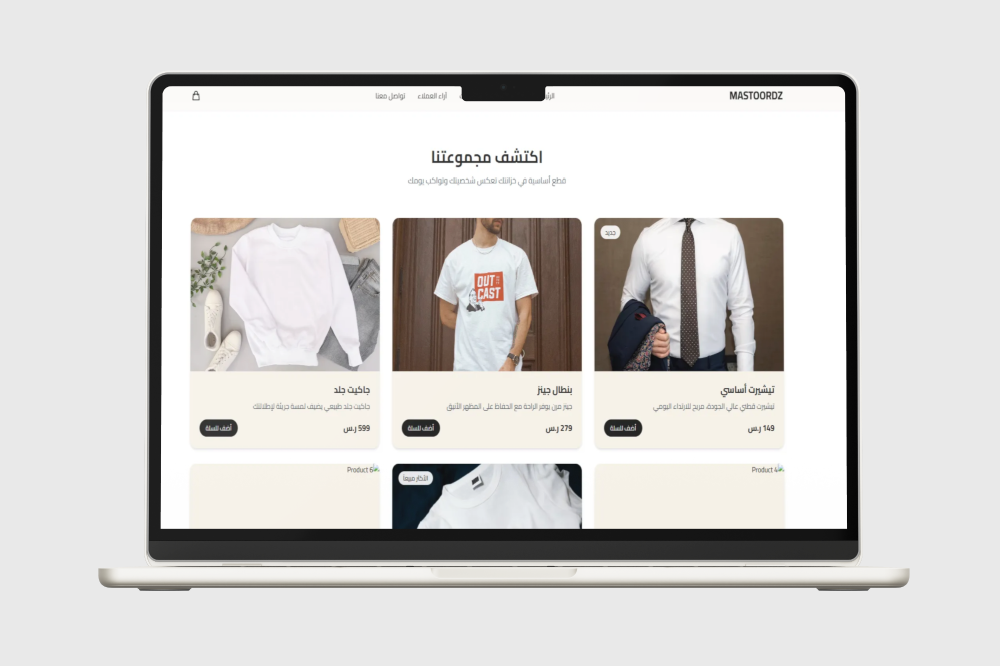 MASTOORDZ
آراء العملاء
تواصل معنا
اكتشف مجموعتنا
قطع أساسية في خزانتك تعكس شخصيتك وتواكب يومك
جديد
OUT
CAST
تيشيرت أساسي
تيشيرت قطني عالي الجودة، مريح للارتداء اليومي
149 ر.س
أضف للسلة
بنطال جينز
جينز مرن يوفر الراحة مع الحفاظ على المظهر الأنيق
279 ر.س
أضف للسلة
جاكيت جلد
جاكيت جلد طبيعي يضيف لمسة جريئة لإطلالتك
599 ر.س
أضف للسلة
Product 4
الأكثر مبيعاً
Product 6